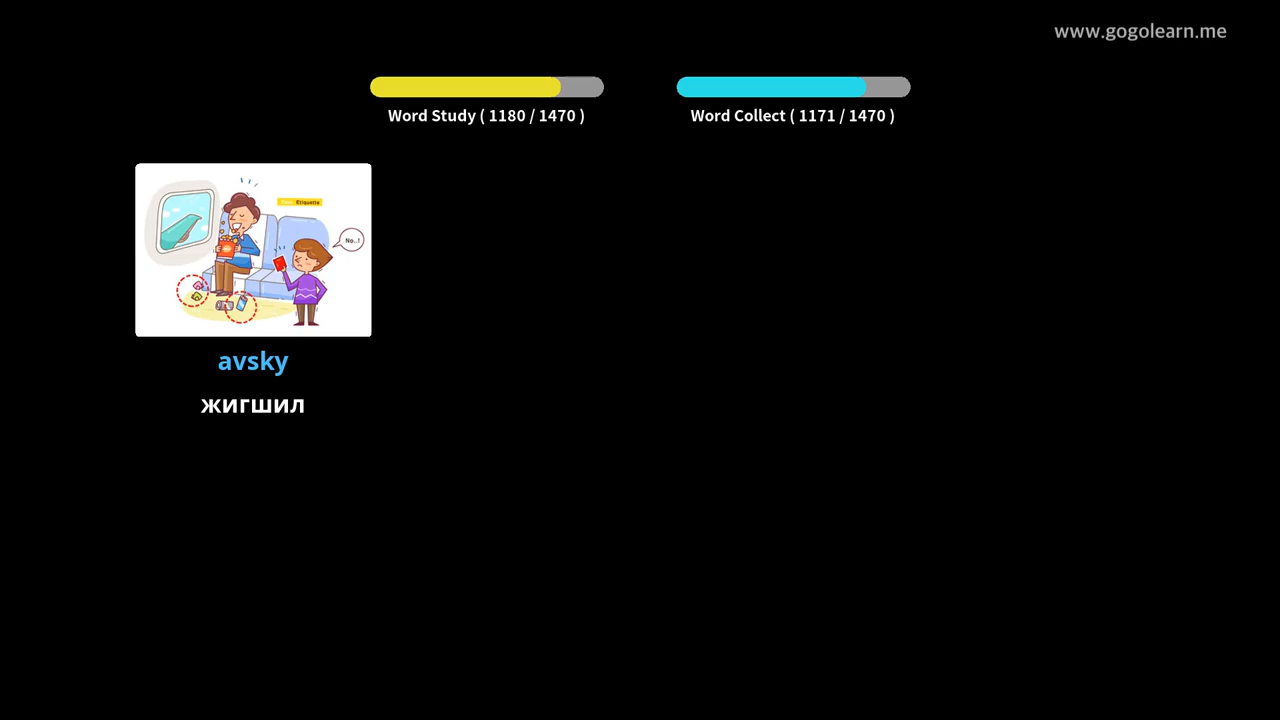 www.gogolearn.me
Word Study ( 1180 / 1470 )
Word Collect ( 1171 / 1470 )
Etiquette
No..!
avsky
жигшил